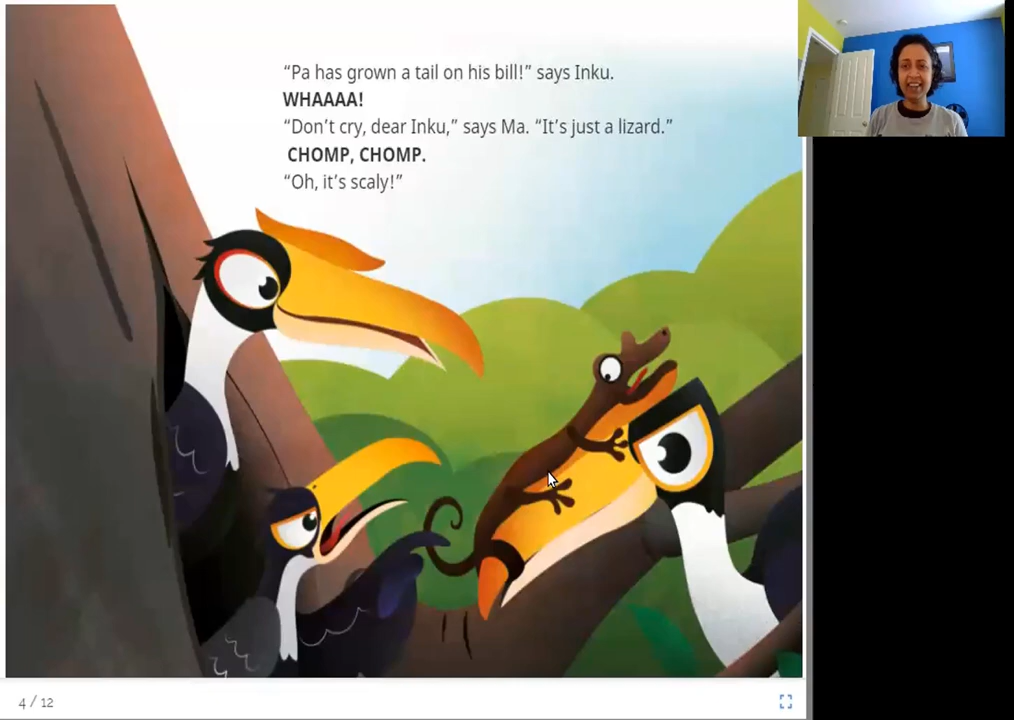 “Pa has grown a tail on his bill!” says Inku.
WHAAAA!
“Don’t cry, dear Inku,” says Ma. “It’s just a lizard.”
CHOMP, CHOMP.
“Oh, it’s scaly!”
4 / 12